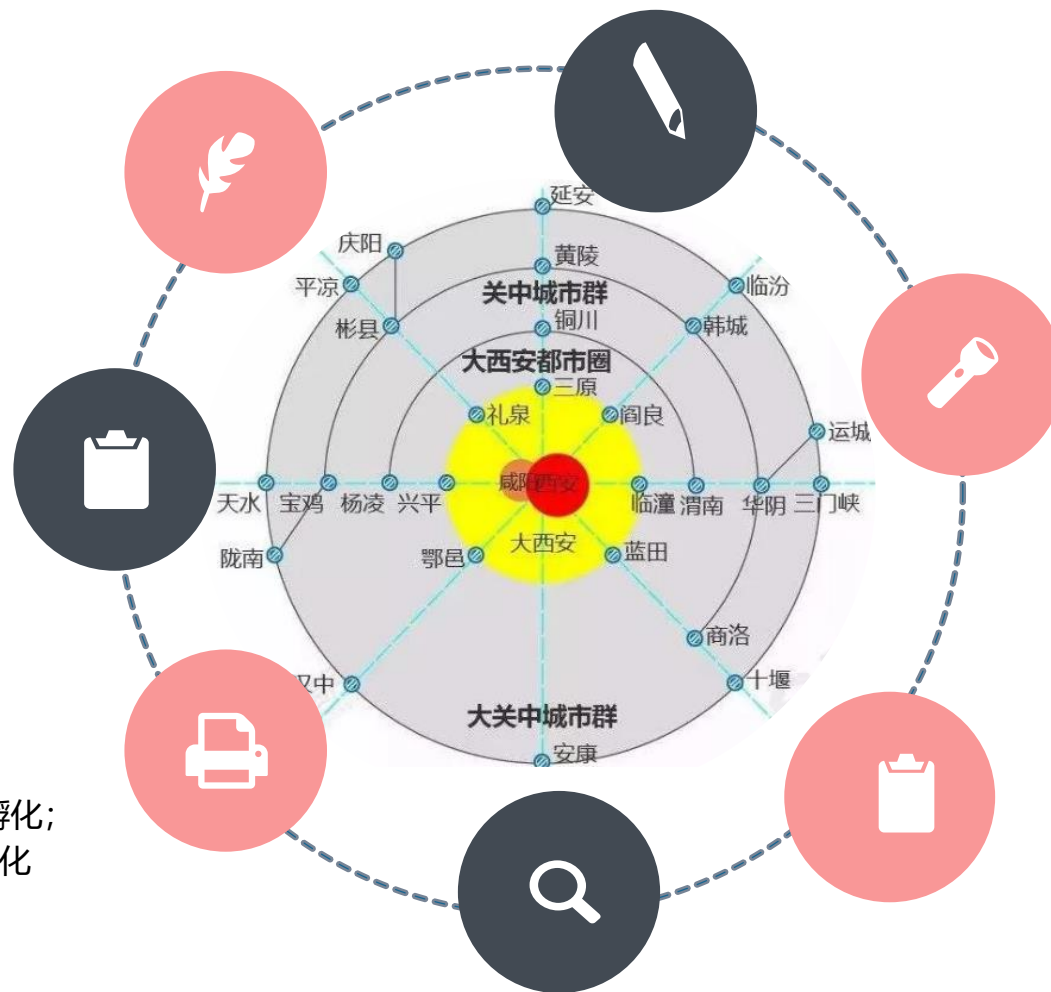 延安
庆阳
黄陵
平凉
临汾
关中城市群
彬县
铜川
韩城
大西安都市圈
三原
礼泉
阎良
运城
咸阳
西安
天水
宝鸡
杨凌
兴平
临潼
渭南
华阴
三门峡
大西安
陇南
鄠邑
蓝田
商洛
汉中
十堰
大关中城市群
安康
孵化；
化